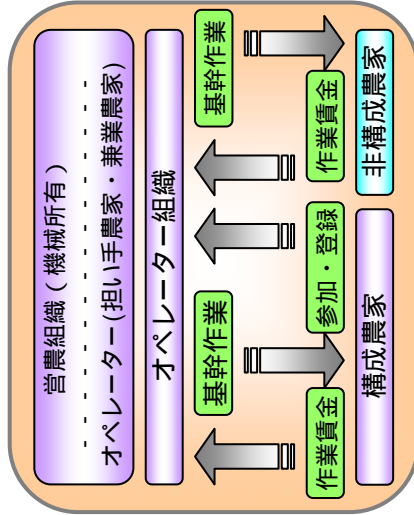 営農組織(機械所有)
- - - - - - - - - - - - - -
オペレーター(担い手農家・兼業農家)
オペレーター組織
基幹作業
基幹作業
作業賃金
参加・登録
作業賃金
構成農家
非構成農家